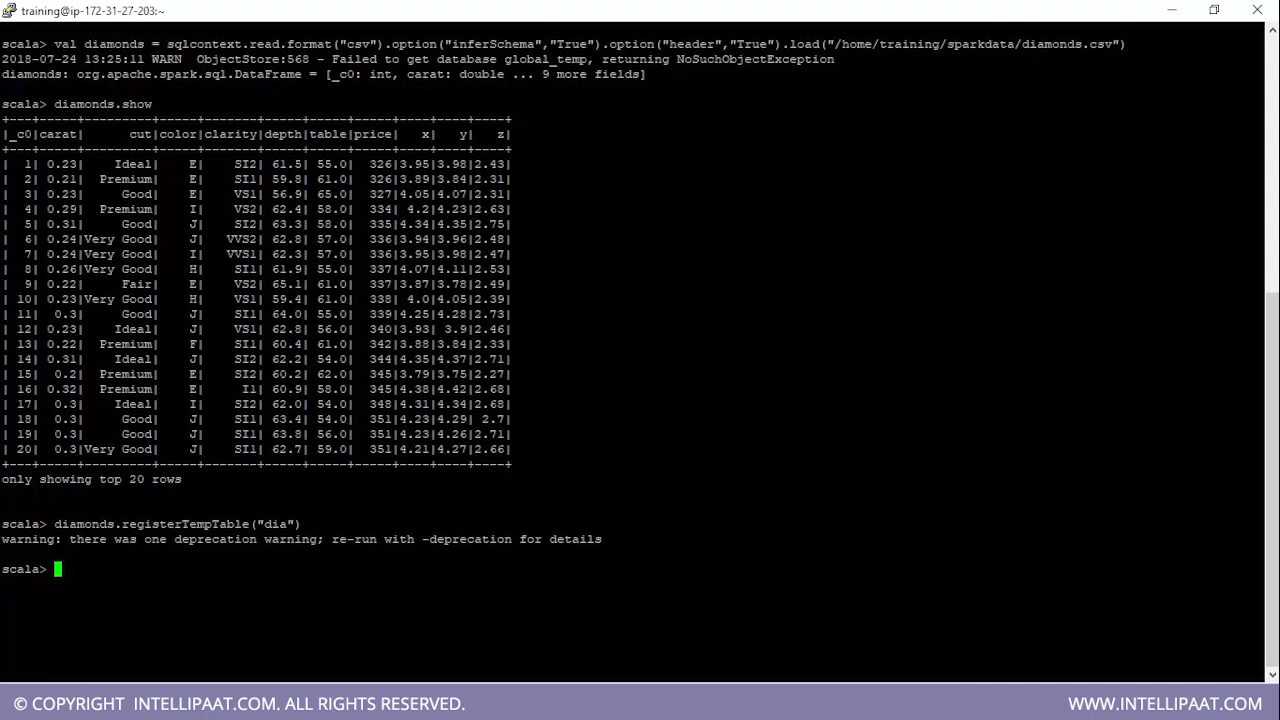 training@ip-172-31-27-203:~
scala> val diamonds = sqlcontext.read.format("csv").option("inferSchema","True").option("header","True").load("/home/training/sparkdata/diamonds.csv")
2018-07-24 13:25:11 WARN  ObjectStore:568 - Failed to get database global_temp, returning NoSuchObjectException
diamonds: org.apache.spark.sql.DataFrame = [_c0: int, carat: double ... 9 more fields]
scala> diamonds.show
+---+-----+---------+-----+-------+-----+-----+-----+----+----+----+
|_c0|carat|      cut|color|clarity|depth|table|price|   x|   y|   z|
+---+-----+---------+-----+-------+-----+-----+-----+----+----+----+
|  1| 0.23|    Ideal|    E|    SI2| 61.5| 55.0|  326|3.95|3.98|2.43|
|  2| 0.21|  Premium|    E|    SI1| 59.8| 61.0|  326|3.89|3.84|2.31|
|  3| 0.23|     Good|    E|    VS1| 56.9| 65.0|  327|4.05|4.07|2.31|
|  4| 0.29|  Premium|    I|    VS2| 62.4| 58.0|  334| 4.2|4.23|2.63|
|  5| 0.31|     Good|    J|    SI2| 63.3| 58.0|  335|4.34|4.35|2.75|
|  6| 0.24|Very Good|    J|   VVS2| 62.8| 57.0|  336|3.94|3.96|2.48|
|  7| 0.24|Very Good|    I|   VVS1| 62.3| 57.0|  336|3.95|3.98|2.47|
|  8| 0.26|Very Good|    H|    SI1| 61.9| 55.0|  337|4.07|4.11|2.53|
|  9| 0.22|     Fair|    E|    VS2| 65.1| 61.0|  337|3.87|3.78|2.49|
| 10| 0.23|Very Good|    H|    VS1| 59.4| 61.0|  338| 4.0|4.05|2.39|
| 11|  0.3|     Good|    J|    SI1| 64.0| 55.0|  339|4.25|4.28|2.73|
| 12| 0.23|    Ideal|    J|    VS1| 62.8| 56.0|  340|3.93| 3.9|2.46|
| 13| 0.22|  Premium|    F|    SI1| 60.4| 61.0|  342|3.88|3.84|2.33|
| 14| 0.31|    Ideal|    J|    SI2| 62.2| 54.0|  344|4.35|4.37|2.71|
| 15|  0.2|  Premium|    E|    SI2| 60.2| 62.0|  345|3.79|3.75|2.27|
| 16| 0.32|  Premium|    E|     I1| 60.9| 58.0|  345|4.38|4.42|2.68|
| 17|  0.3|    Ideal|    I|    SI2| 62.0| 54.0|  348|4.31|4.34|2.68|
| 18|  0.3|     Good|    J|    SI1| 63.4| 54.0|  351|4.23|4.29| 2.7|
| 19|  0.3|     Good|    J|    SI1| 63.8| 56.0|  351|4.23|4.26|2.71|
| 20|  0.3|Very Good|    J|    SI1| 62.7| 59.0|  351|4.21|4.27|2.66|
+---+-----+---------+-----+-------+-----+-----+-----+----+----+----+
only showing top 20 rows
scala> diamonds.registerTempTable("dia")
warning: there was one deprecation warning; re-run with -deprecation for details
scala>
© COPYRIGHT INTELLIPAAT.COM. ALL RIGHTS RESERVED. WWW.INTELLIPAAT.COM